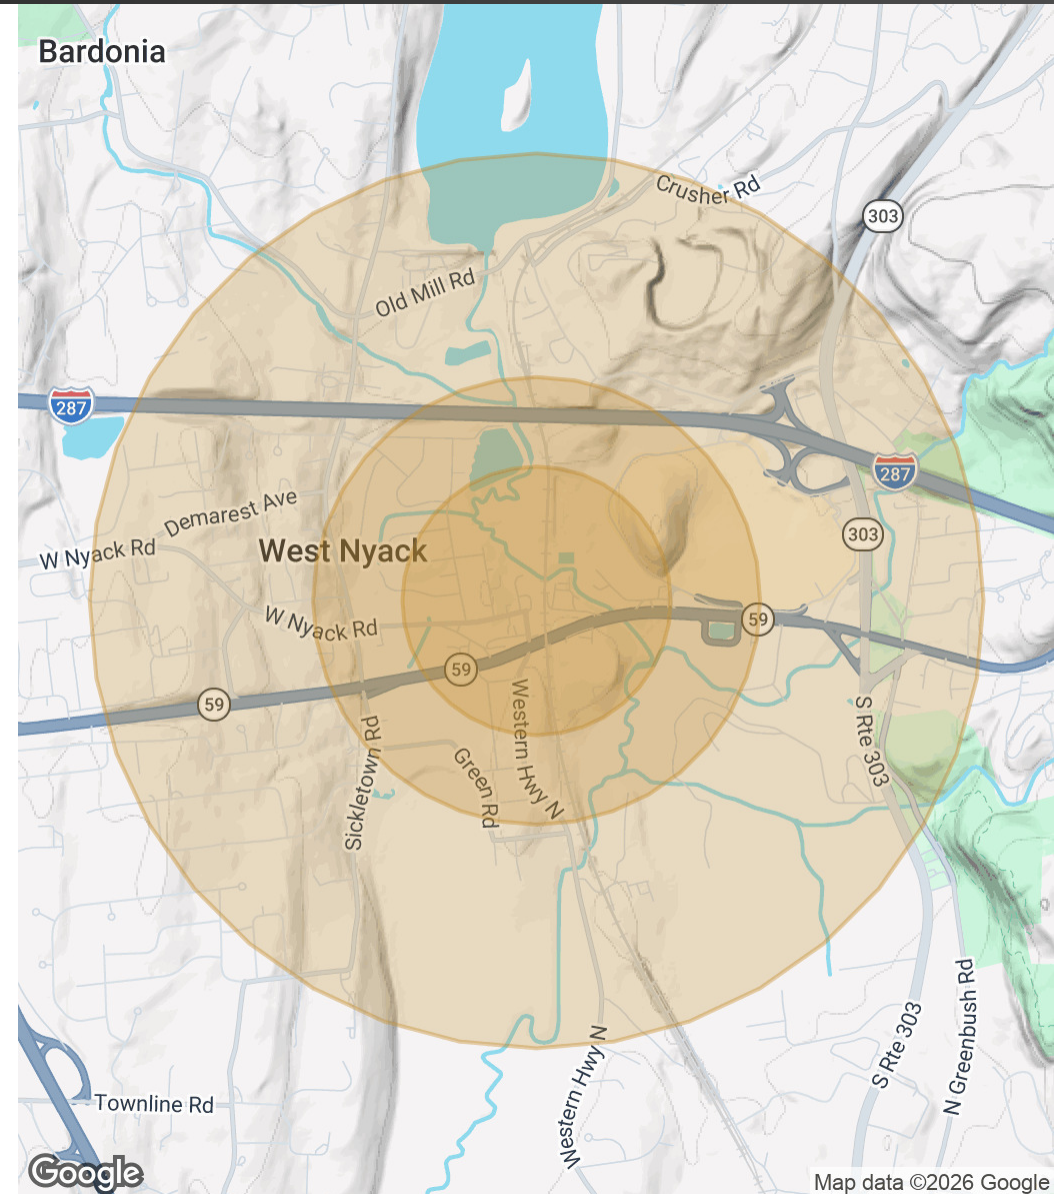 Bardonia
Crusher Rd
303
Old Mill Rd
287
287
Demarest Ave
303
W Nyack Rd
West Nyack
W Nyack Rd
59
59
59
Western Hwy N
S Rte 303
Sickletown Rd
Green Rd
N Greenbush Rd
S Rte 303
Western Hwy N
Townline Rd
Google
Map data ©2026 Google